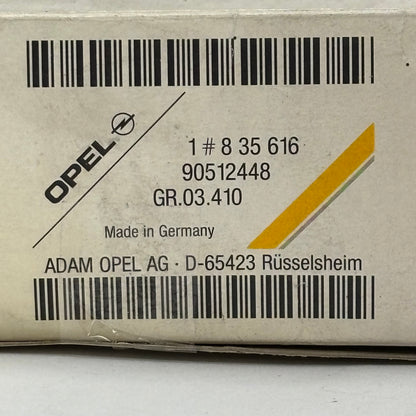 OPEL
1 # 8 35 616
90512448
GR.03.410
Made in Germany
ADAM OPEL AG · D-65423 Rüsselsheim